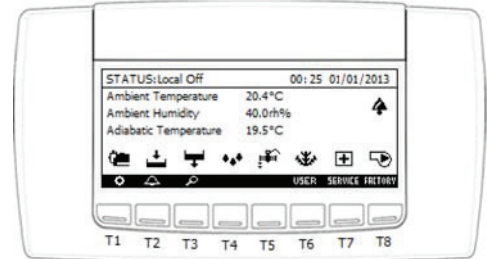 STATUS:Local Off 00:25 01/01/2013
Ambient Temperature 20.4°C
Ambient Humidity 40.0rh%
Adiabatic Temperature 19.5°C
USER SERVICE FACTORY
T1 T2 T3 T4 T5 T6 T7 T8